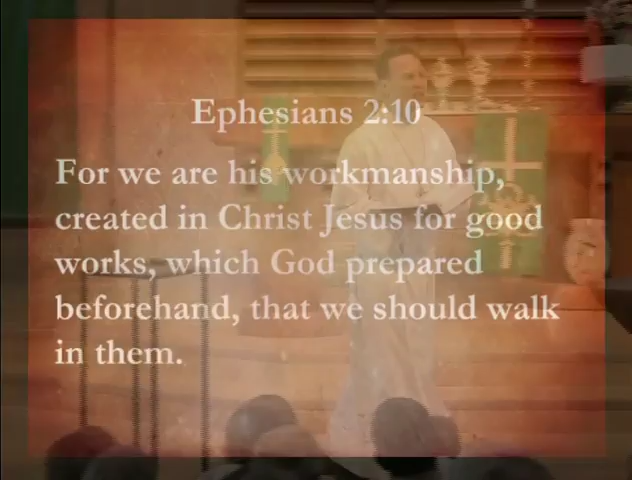 Ephesians 2:10
For we are his workmanship,
created in Christ Jesus for good
works, which God prepared
beforehand, that we should walk
in them.